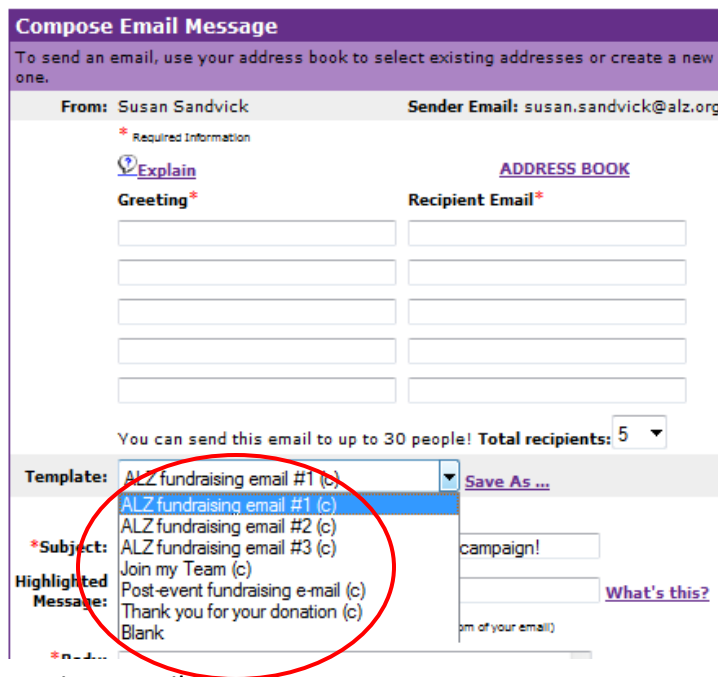 Compose Email Message
To send an email, use your address book to select existing addresses or create a new
one.
From: Susan Sandvick Sender Email: susan.sandvick@alz.org
* Required Information
Explain ADDRESS BOOK
Greeting* Recipient Email*
You can send this email to up to 30 people! Total recipients: 5
Template: ALZ fundraising email #1 (c) Save As ...
ALZ fundraising email #1 (c)
ALZ fundraising email #2 (c)
*Subject: ALZ fundraising email #3 (c) campaign!
Join my Team (c)
Highlighted Message: Post-event fundraising e-mail (c) What's this?
Thank you for your donation (c)
Blank of your email)